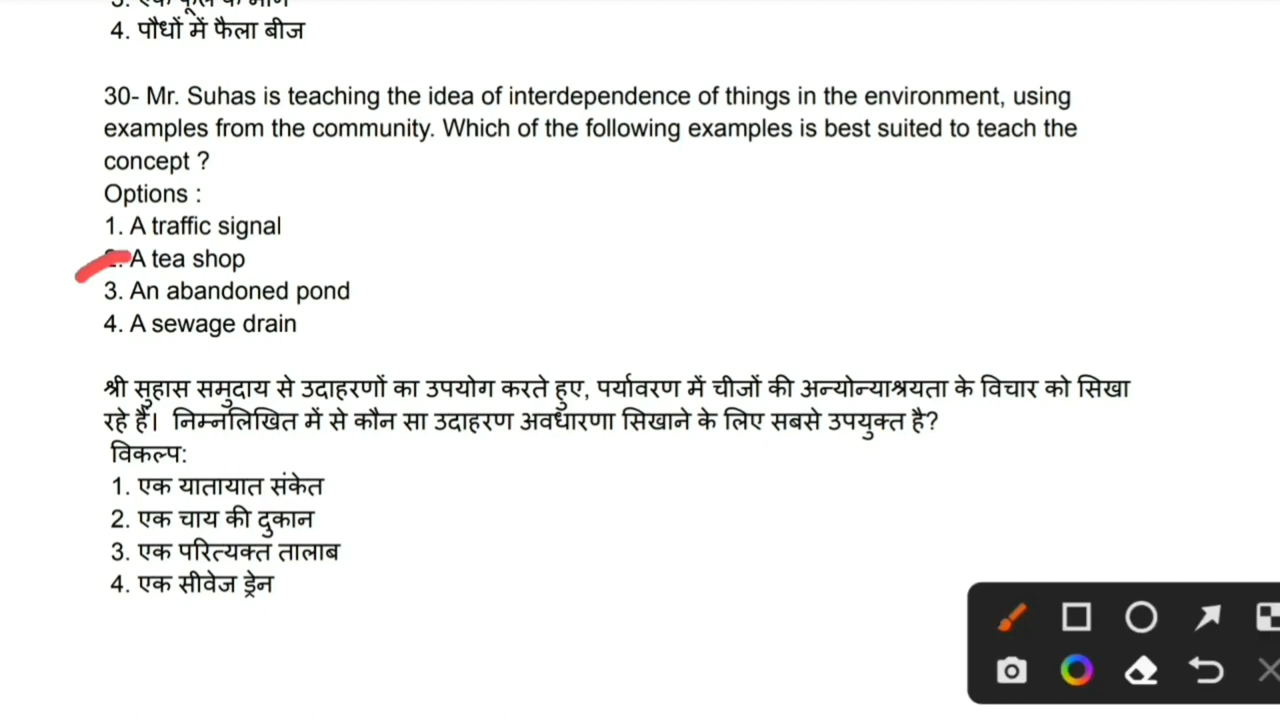 4. पौधों में फैला बीज
30- Mr. Suhas is teaching the idea of interdependence of things in the environment, using
examples from the community. Which of the following examples is best suited to teach the
concept ?
Options :
1. A traffic signal
A tea shop
3. An abandoned pond
4. A sewage drain
श्री सुहास समुदाय से उदाहरणों का उपयोग करते हुए, पर्यावरण में चीजों की अन्योन्याश्रयता के विचार को सिखा
रहे हैं। निम्नलिखित में से कौन सा उदाहरण अवधारणा सिखाने के लिए सबसे उपयुक्त है?
विकल्प:
1. एक यातायात संकेत
2. एक चाय की दुकान
3. एक परित्यक्त तालाब
4. एक सीवेज ड्रेन